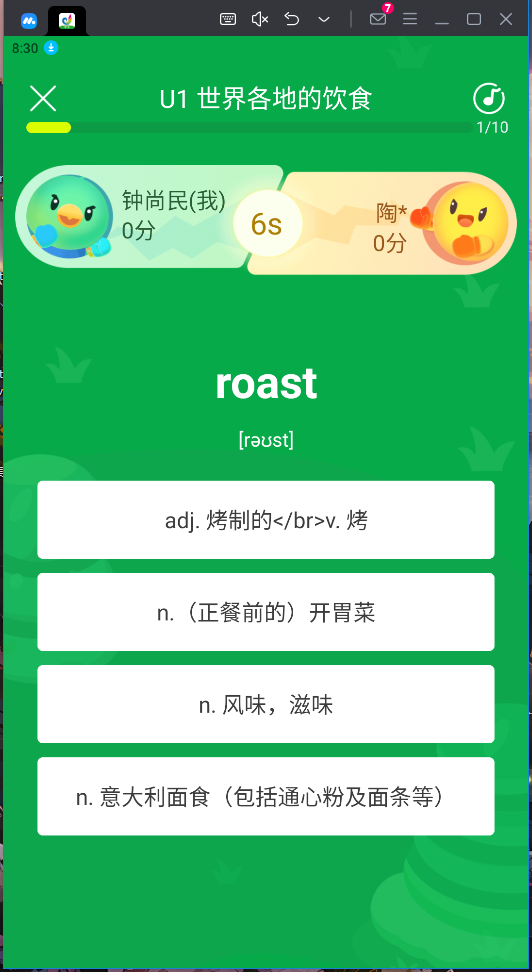 7
8:30
U1 世界各地的饮食
1/10
钟尚民(我)
0分
6s
陶*
0分
roast
[rəʊst]
adj. 烤制的</br>v. 烤
n.（正餐前的）开胃菜
n. 风味，滋味
n. 意大利面食（包括通心粉及面条等）